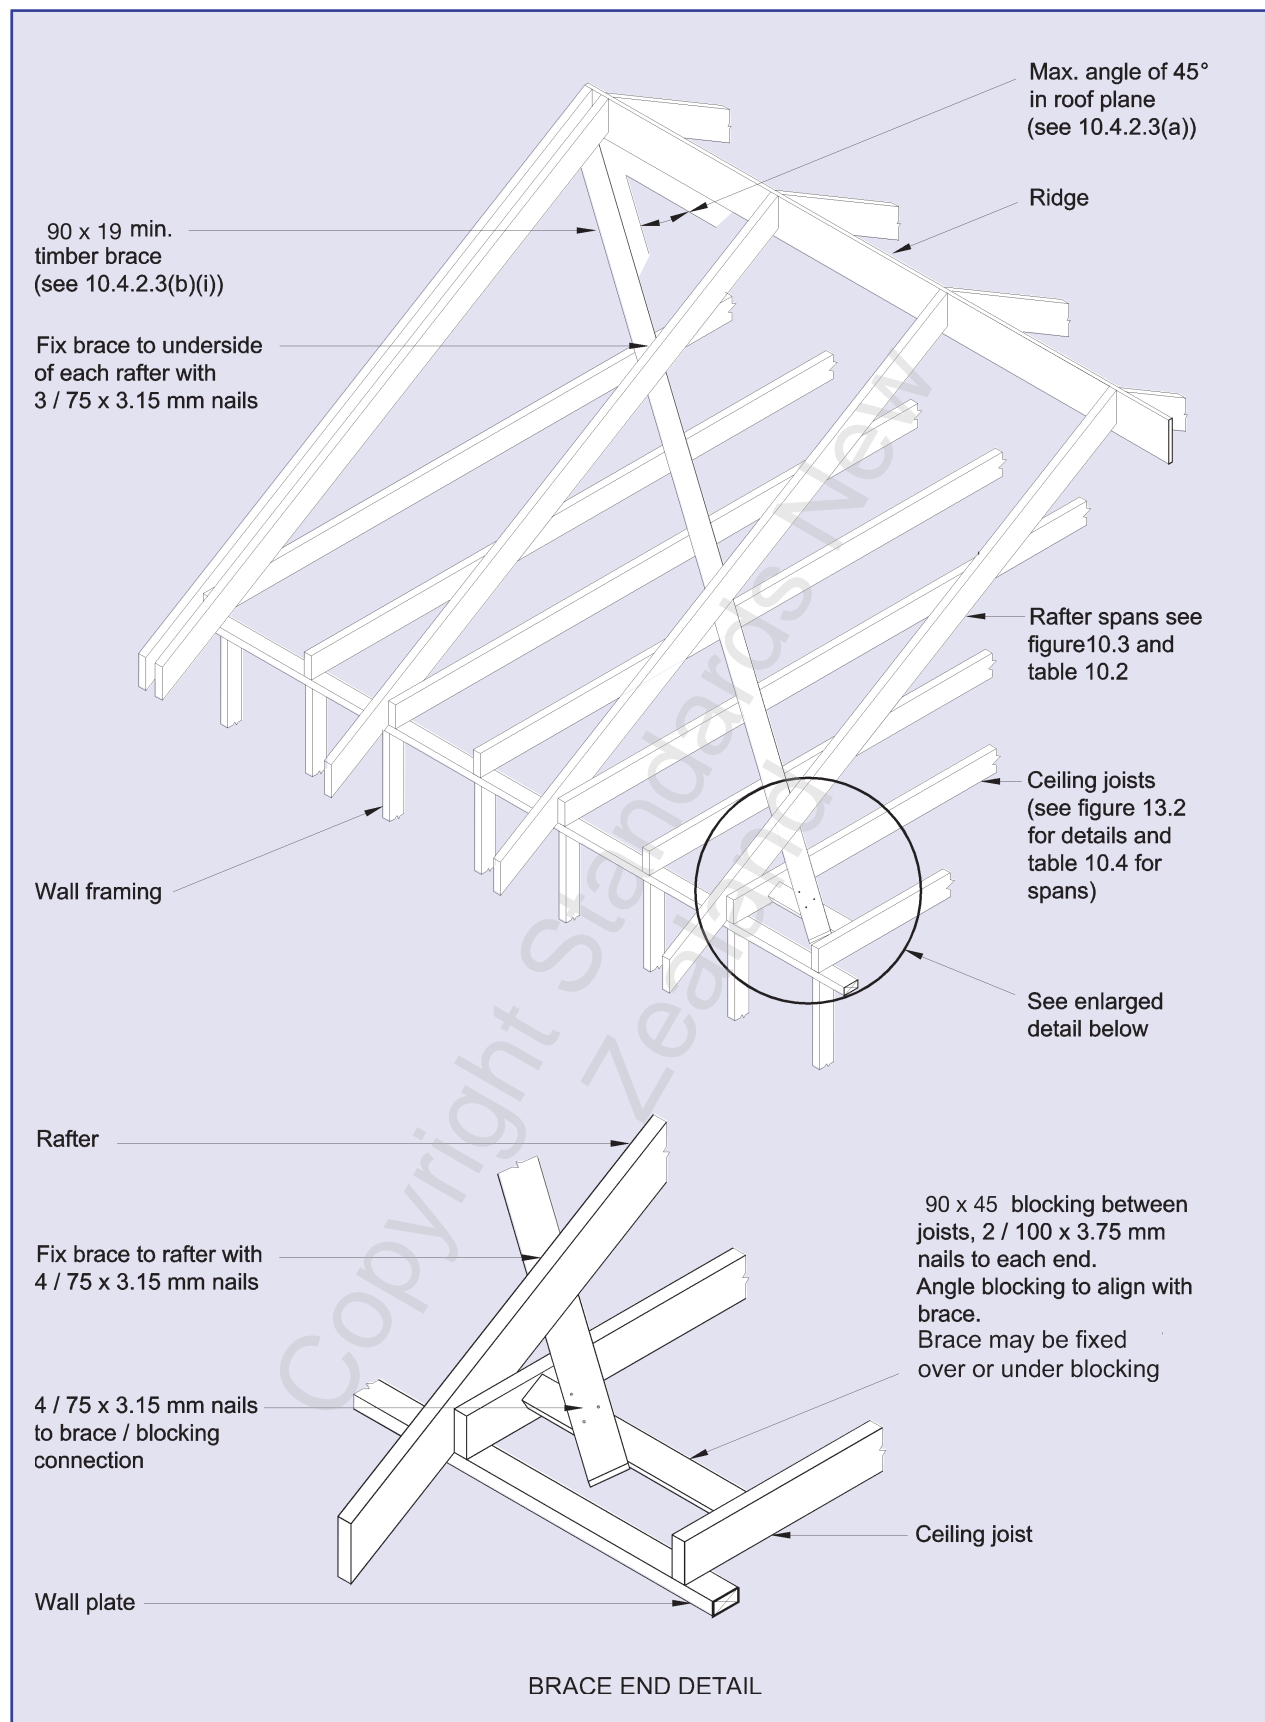 Max. angle of 45°
in roof plane
(see 10.4.2.3(a))
Ridge
90 x 19 min.
timber brace
(see 10.4.2.3(b)(i))
Fix brace to underside
of each rafter with
3 / 75 x 3.15 mm nails
Rafter spans see
figure10.3 and
table 10.2
Ceiling joists
(see figure 13.2
for details and
table 10.4 for
spans)
Wall framing
See enlarged
detail below
Copyright Standards New
Zealand
Rafter
90 x 45 blocking between
joists, 2 / 100 x 3.75 mm
nails to each end.
Angle blocking to align with
brace.
Brace may be fixed
over or under blocking
Fix brace to rafter with
4 / 75 x 3.15 mm nails
4 / 75 x 3.15 mm nails
to brace / blocking
connection
Ceiling joist
Wall plate
BRACE END DETAIL